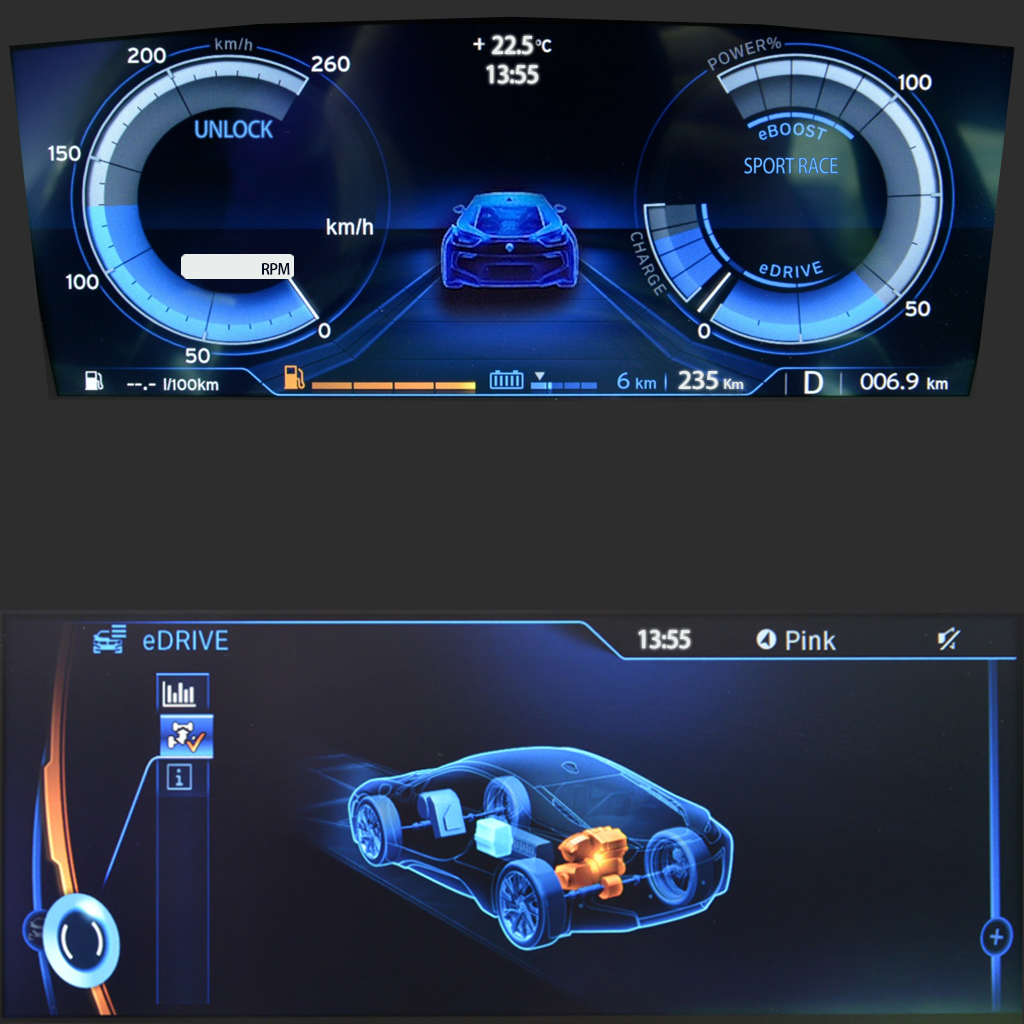 km/h
200
260
150
100
50
0
UNLOCK
km/h
RPM
+ 22.5°C
13:55
POWER%
100
50
0
eBOOST
SPORT RACE
CHARGE
eDRIVE
--.- l/100km
6 km
235 Km
D
006.9 km
eDRIVE
13:55
Pink
i
+